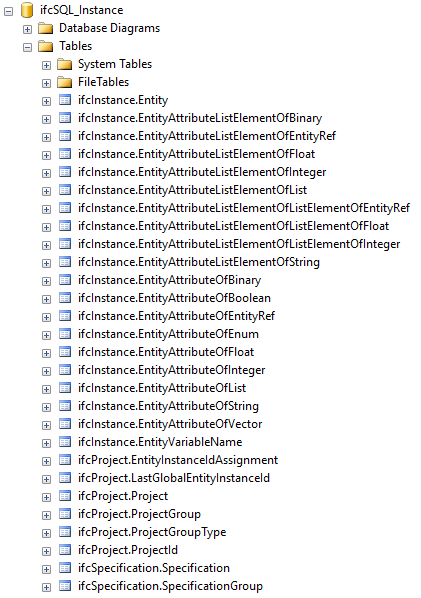 ifcSQL_Instance
Database Diagrams
Tables
System Tables
FileTables
ifcInstance.Entity
ifcInstance.EntityAttributeListElementOfBinary
ifcInstance.EntityAttributeListElementOfEntityRef
ifcInstance.EntityAttributeListElementOfFloat
ifcInstance.EntityAttributeListElementOfInteger
ifcInstance.EntityAttributeListElementOfList
ifcInstance.EntityAttributeListElementOfListElementOfEntityRef
ifcInstance.EntityAttributeListElementOfListElementOfFloat
ifcInstance.EntityAttributeListElementOfListElementOfInteger
ifcInstance.EntityAttributeListElementOfString
ifcInstance.EntityAttributeOfBinary
ifcInstance.EntityAttributeOfBoolean
ifcInstance.EntityAttributeOfEntityRef
ifcInstance.EntityAttributeOfEnum
ifcInstance.EntityAttributeOfFloat
ifcInstance.EntityAttributeOfInteger
ifcInstance.EntityAttributeOfList
ifcInstance.EntityAttributeOfString
ifcInstance.EntityAttributeOfVector
ifcInstance.EntityVariableName
ifcProject.EntityInstanceIdAssignment
ifcProject.LastGlobalEntityInstanceId
ifcProject.Project
ifcProject.ProjectGroup
ifcProject.ProjectGroupType
ifcProject.ProjectId
ifcSpecification.Specification
ifcSpecification.SpecificationGroup